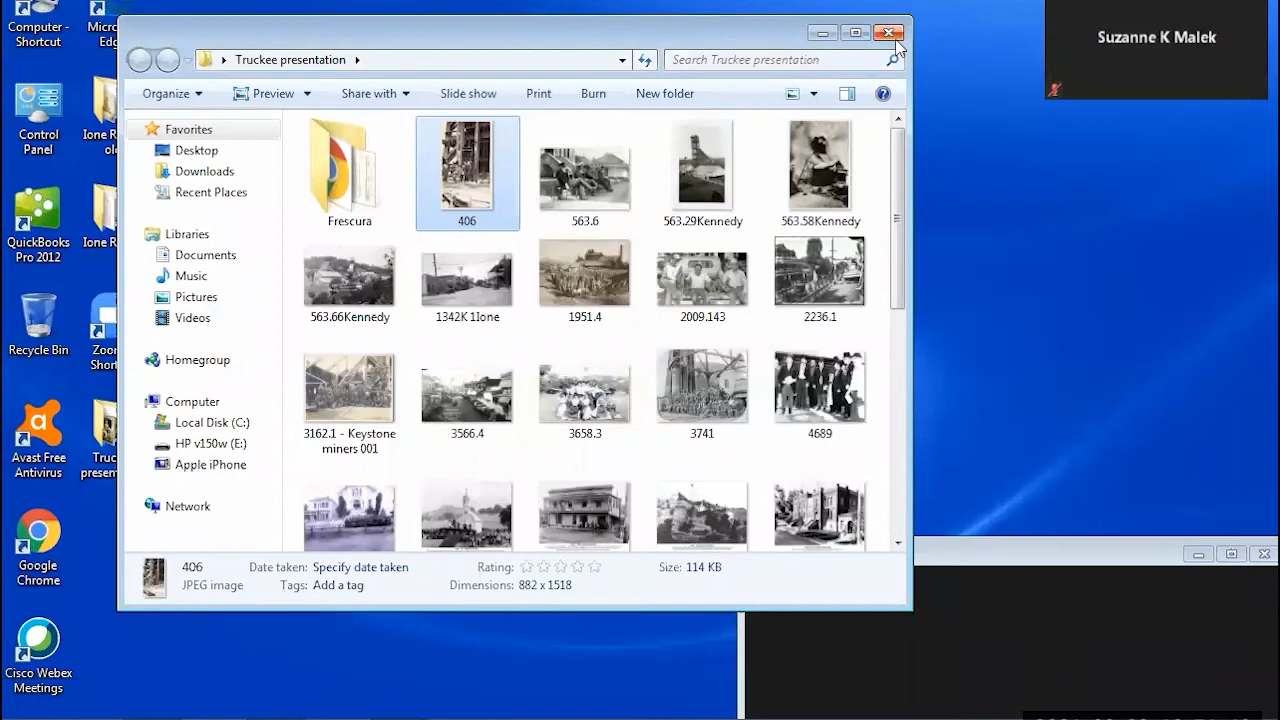 Computer -
Shortcut
Control
Panel
QuickBooks
Pro 2012
Recycle Bin
Avast Free
Antivirus
Google
Chrome
Cisco Webex
Meetings
Micro
Edg
Ione R
ol
Ione R
Zoo
Short
Truc
presen
Truckee presentation
Search Truckee presentation
Organize Preview Share with Slide show Print Burn New folder
Favorites
Desktop
Downloads
Recent Places
Libraries
Documents
Music
Pictures
Videos
Homegroup
Computer
Local Disk (C:)
HP v150w (E:)
Apple iPhone
Network
Frescura 406 563.6 563.29Kennedy 563.58Kennedy
563.66Kennedy 1342K 1Ione 1951.4 2009.143 2236.1
3162.1 - Keystone
miners 001
3566.4 3658.3 3741 4689
406 Date taken: Specify date taken Rating: Size: 114 KB
JPEG image Tags: Add a tag Dimensions: 882 x 1518
Suzanne K Malek